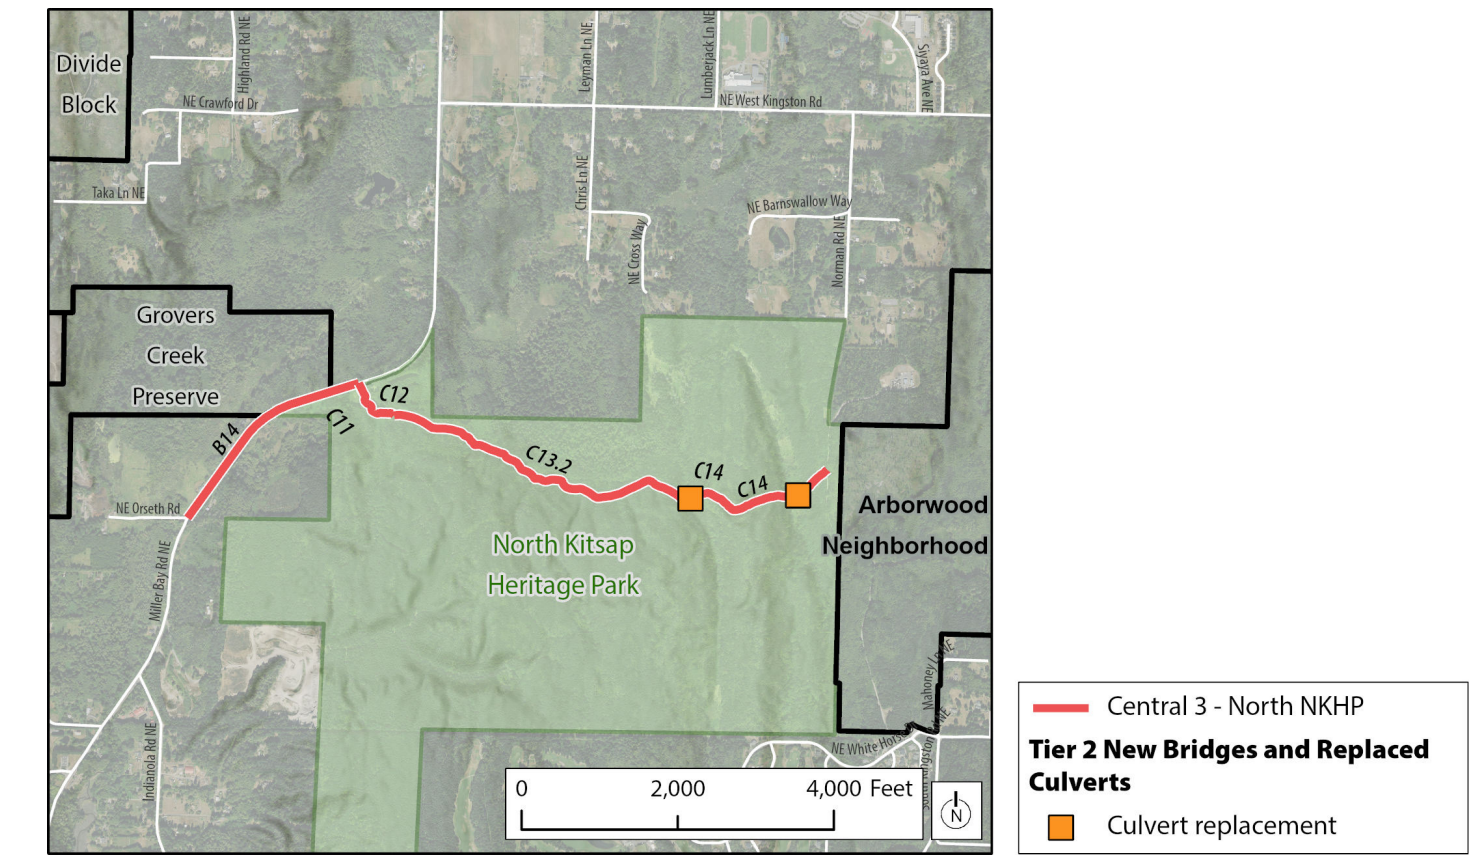 Divide
Block
Highland Rd NE
NE Crawford Dr
Taka Ln NE
Leyman Ln NE,
Lumberjack Ln NE
Siyaya Ave NE
NE West Kingston Rd
Chris Ln NE
NE Cross Way
NE Barnswallow Way
Norman Rd NE
Grovers
Creek
Preserve
C12
C11
B14
C13.2
C14
C14
NE Orseth Rd
Miller Bay Rd NE
Indianola Rd NE
North Kitsap
Heritage Park
Arborwood
Neighborhood
Mahoney Ln NE
NE White Horse
0 2,000 4,000 Feet
N
Central 3 - North NKHP
Tier 2 New Bridges and Replaced
Culverts
Culvert replacement